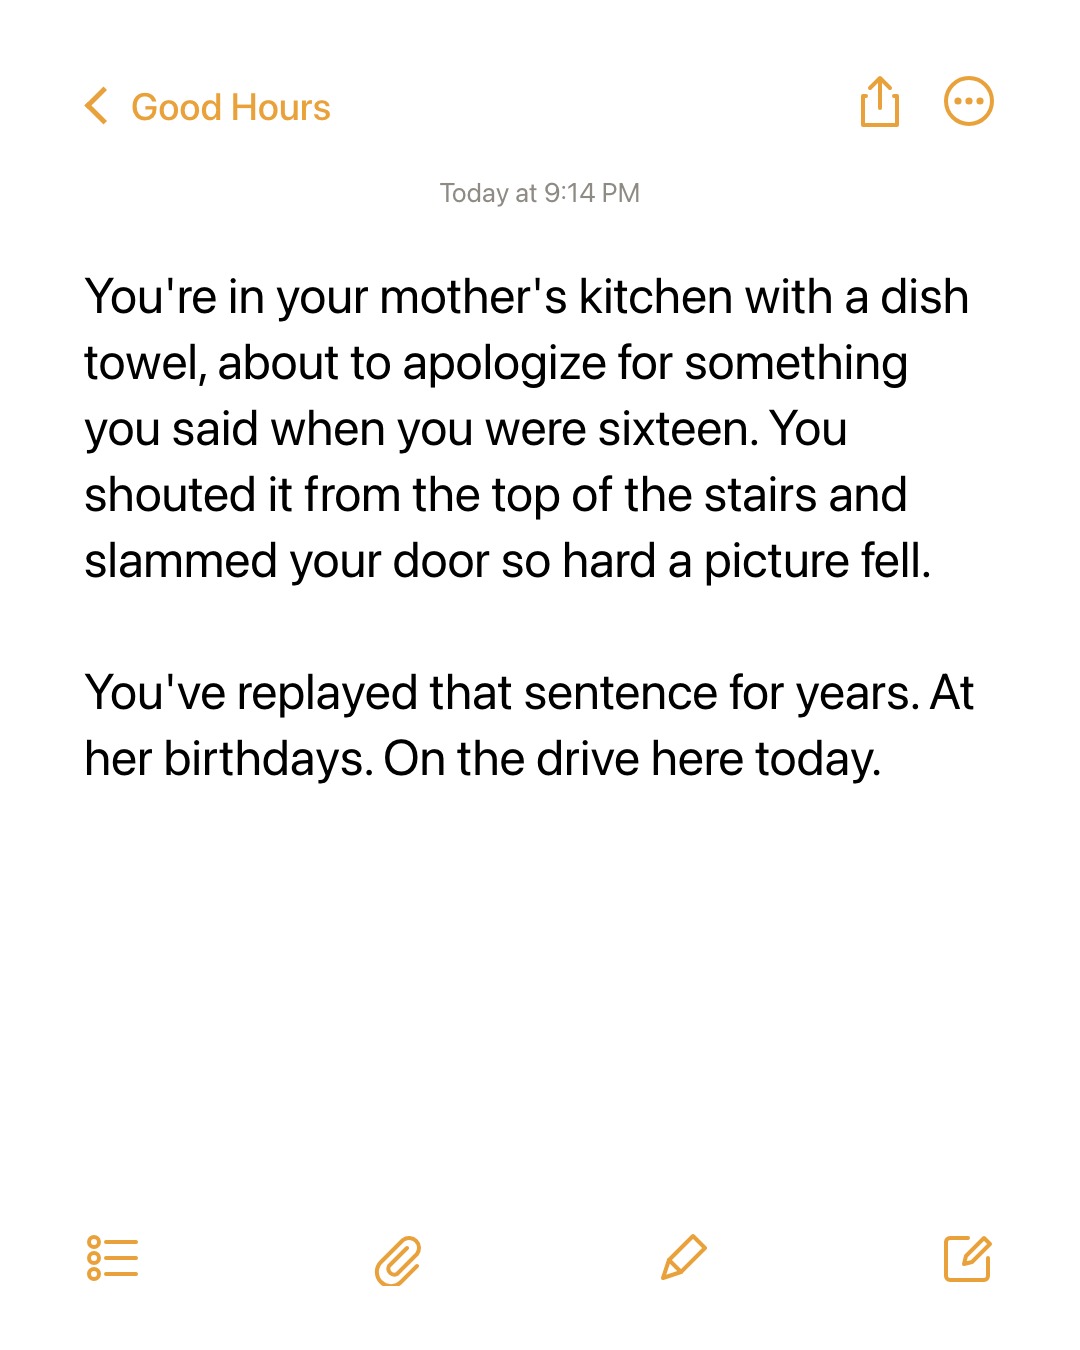 Good Hours
Today at 9:14 PM
You're in your mother's kitchen with a dish
towel, about to apologize for something
you said when you were sixteen. You
shouted it from the top of the stairs and
slammed your door so hard a picture fell.
You've replayed that sentence for years. At
her birthdays. On the drive here today.